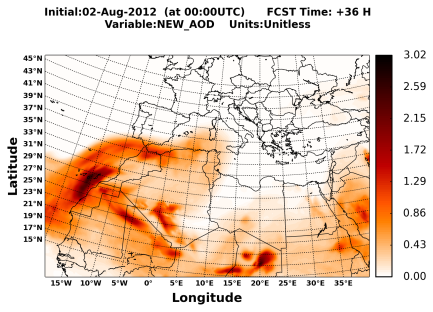 Initial:02-Aug-2012 (at 00:00UTC) FCST Time: +36 H
Variable:NEW_AOD Units:Unitless
45°N
43°N
41°N
39°N
37°N
35°N
33°N
31°N
29°N
27°N
25°N
23°N
21°N
19°N
17°N
15°N
Latitude
15°W 10°W 5°W 0° 5°E 10°E 15°E 20°E 25°E 30°E 35°E
Longitude
3.02
2.59
2.15
1.72
1.29
0.86
0.43
0.00